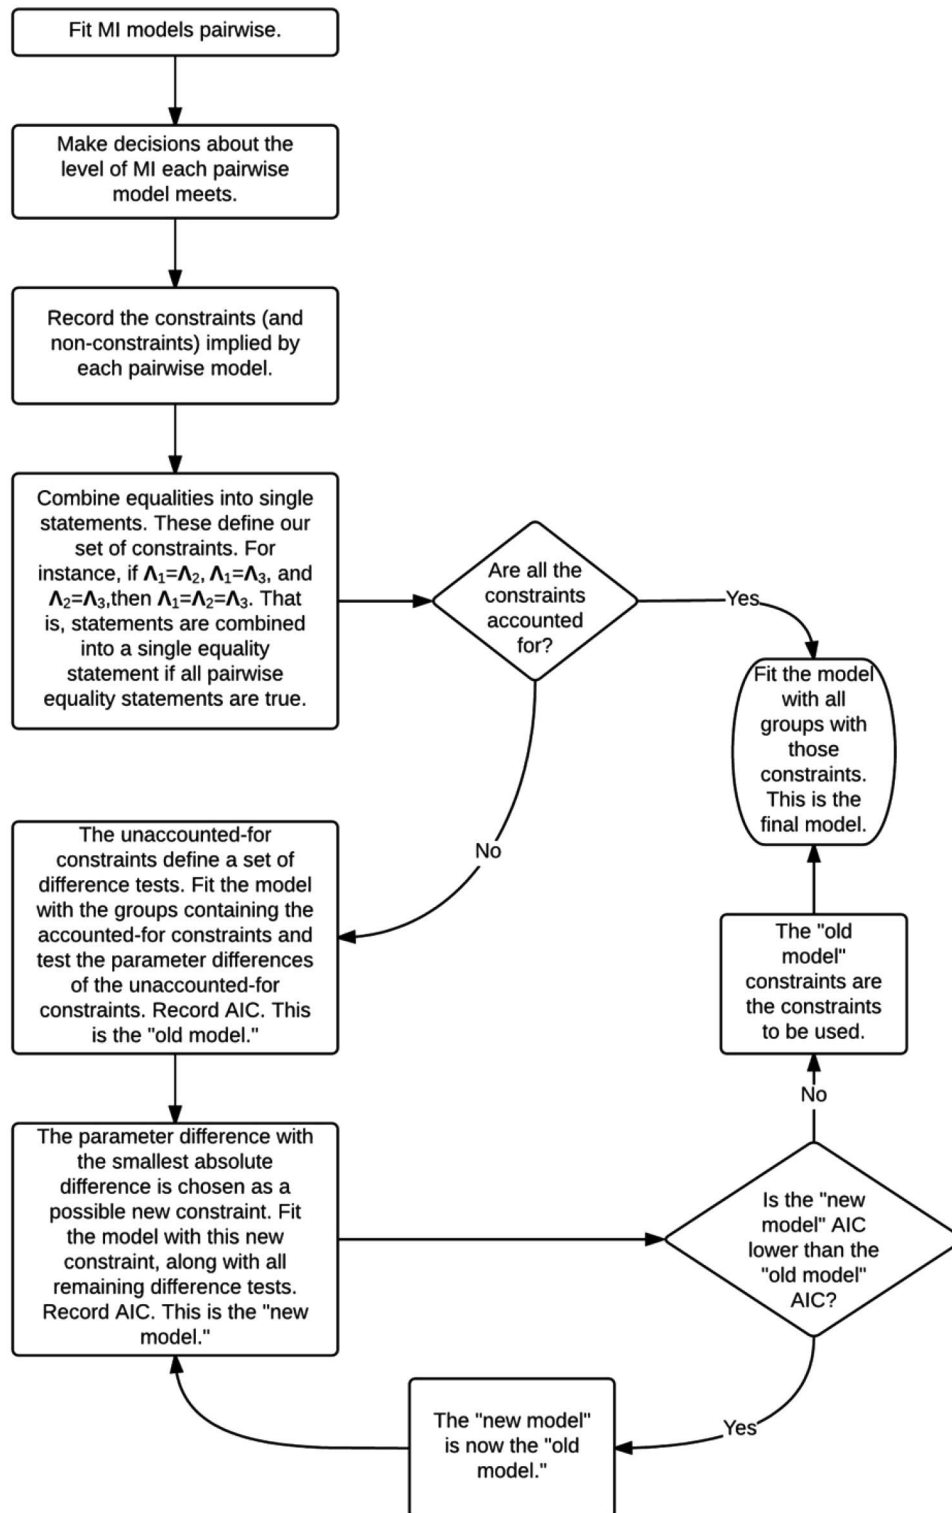 Fit MI models pairwise.
Make decisions about the
level of MI each pairwise
model meets.
Record the constraints (and
non-constraints) implied by
each pairwise model.
Combine equalities into single
statements. These define our
set of constraints. For
instance, if Λ₁=Λ₂, Λ₁=Λ₃, and
Λ₂=Λ₃,then Λ₁=Λ₂=Λ₃. That
is, statements are combined
into a single equality
statement if all pairwise
equality statements are true.
Are all the
constraints
accounted
for?
Yes
Fit the model
with all
groups with
those
constraints.
This is the
final model.
No
The unaccounted-for
constraints define a set of
difference tests. Fit the model
with the groups containing the
accounted-for constraints and
test the parameter differences
of the unaccounted-for
constraints. Record AIC. This
is the "old model."
The "old
model"
constraints are
the constraints
to be used.
No
The parameter difference with
the smallest absolute
difference is chosen as a
possible new constraint. Fit
the model with this new
constraint, along with all
remaining difference tests.
Record AIC. This is the "new
model."
Is the "new
model" AIC
lower than the
"old model"
AIC?
Yes
The "new model"
is now the "old
model."